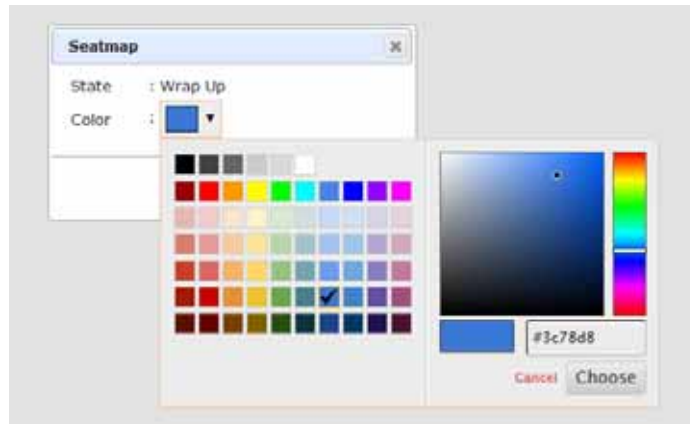 Seatmap
State : Wrap Up
Color :
#3c78d8
Cancel Choose